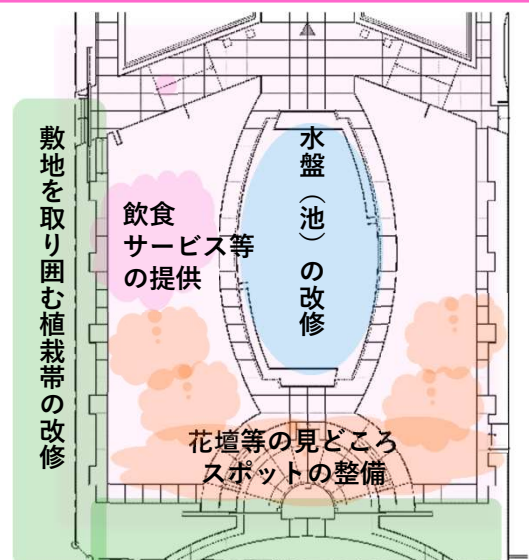 敷地を取り囲む植栽帯の改修
飲食
サービス等
の提供
水盤（池）の改修
花壇等の見どころ
スポットの整備